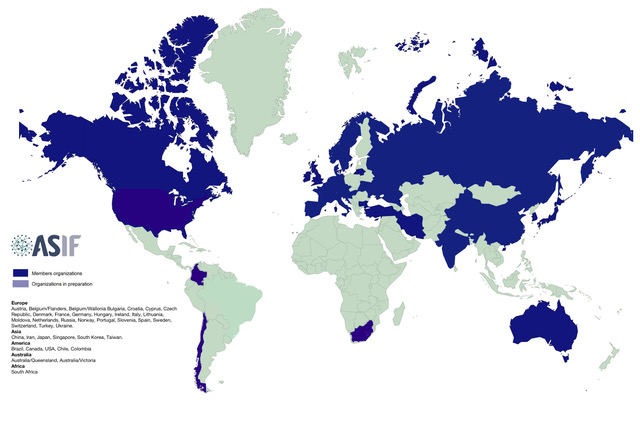 ASIF
Members organizations
Organizations in preparation
Europe
Austria, Belgium/Flanders, Belgium/Wallonia Bulgaria, Croatia, Cyprus, Czech
Republic, Denmark, France, Germany, Hungary, Ireland, Italy, Lithuania,
Moldova, Netherlands, Russia, Norway, Portugal, Slovenia, Spain, Sweden,
Switzerland, Turkey, Ukraine.
Asia
China, Iran, Japan, Singapore, South Korea, Taiwan.
America
Brazil, Canada, USA, Chile, Colombia
Australia
Australia/Queensland, Australia/Victoria
Africa
South Africa